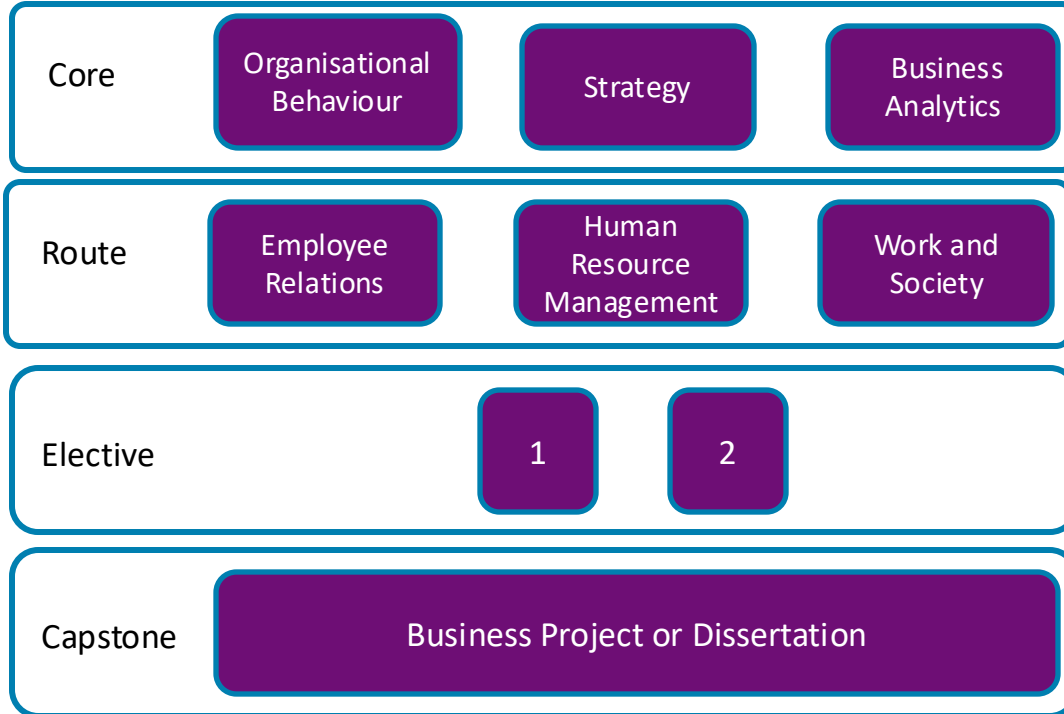 Core
Organisational
Behaviour
Strategy
Business
Analytics
Route
Employee
Relations
Human
Resource
Management
Work and
Society
Elective
1
2
Capstone
Business Project or Dissertation